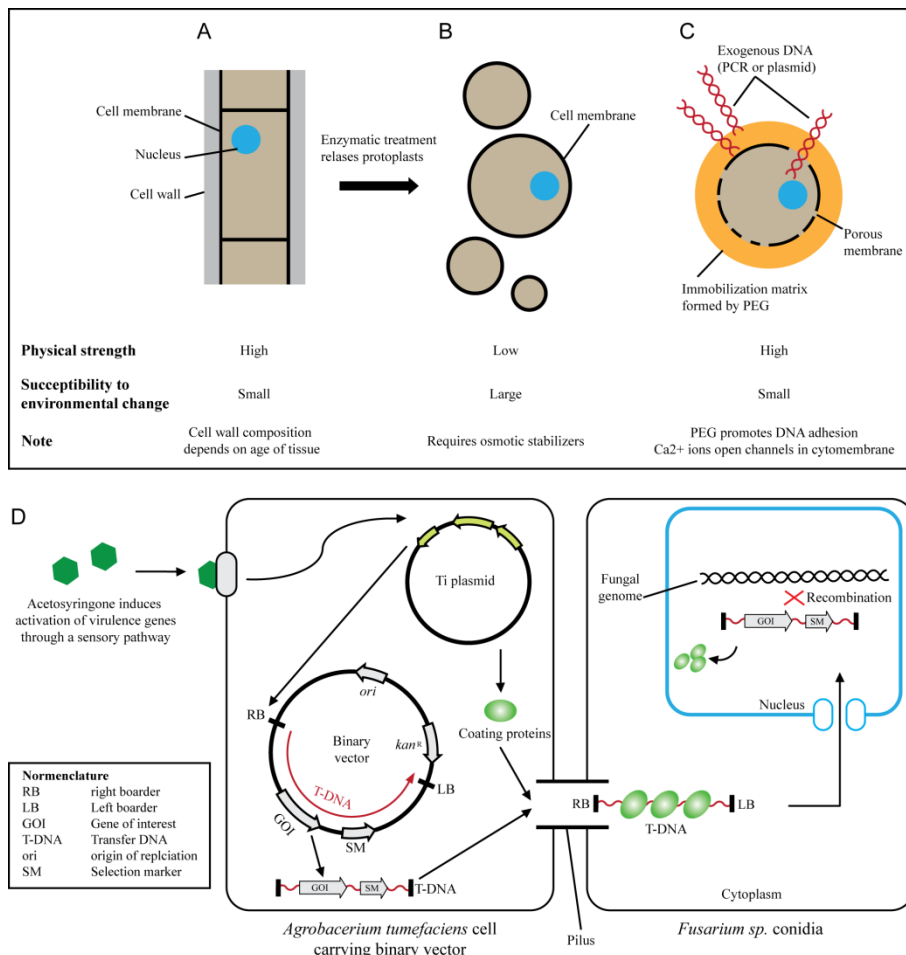 A
B
C
Cell membrane
Nucleus
Cell wall
Enzymatic treatment
relases protoplasts
Cell membrane
Exogenous DNA
(PCR or plasmid)
Porous
membrane
Immobilization matrix
formed by PEG
Physical strength
High
Low
High
Succeptibility to
environmental change
Small
Large
Small
Note
Cell wall composition
depends on age of tissue
Requires osmotic stabilizers
PEG promotes DNA adhesion
Ca2+ ions open channels in cytomembrane
D
Acetosyringone induces
activation of virulence genes
through a sensory pathway
Ti plasmid
ori
RB
Binary
vector
kanR
LB
T-DNA
GOI
SM
Coating proteins
GOI
SM
T-DNA
Agrobacerium tumefaciens cell
carrying binary vector
Pilus
Fungal
genome
Recombination
GOI
SM
Nucleus
RB
LB
T-DNA
Cytoplasm
Fusarium sp. conidia
Normenclature
RB right boarder
LB Left boarder
GOI Gene of interest
T-DNA Transfer DNA
ori origin of replciation
SM Selection marker